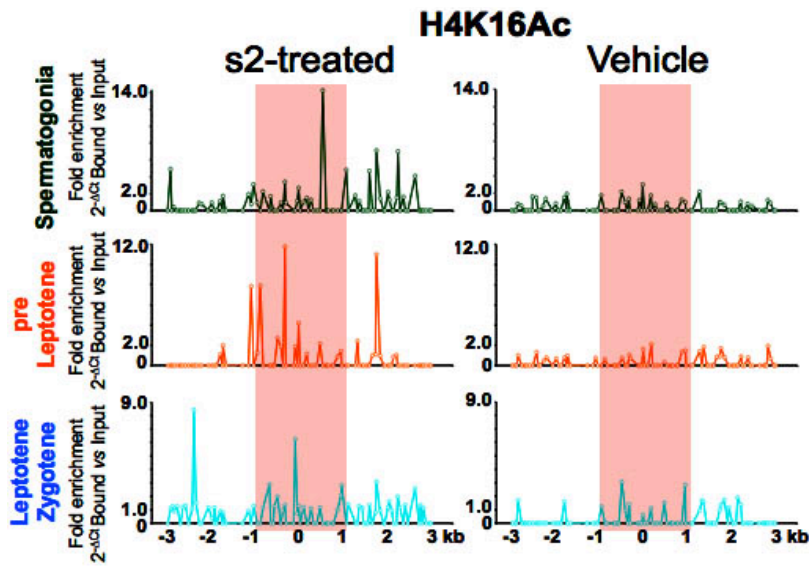 H4K16Ac
s2-treated
Vehicle
Spermatogonia
Fold enrichment
2-ΔCt Bound vs Input
14.0
2.0
0
14.0
2.0
0
pre
Leptotene
Fold enrichment
2-ΔCt Bound vs Input
12.0
2.0
0
12.0
2.0
0
Leptotene
Zygotene
Fold enrichment
2-ΔCt Bound vs Input
9.0
1.0
0
9.0
1.0
0
-3 -2 -1 0 1 2 3 kb
-3 -2 -1 0 1 2 3 kb